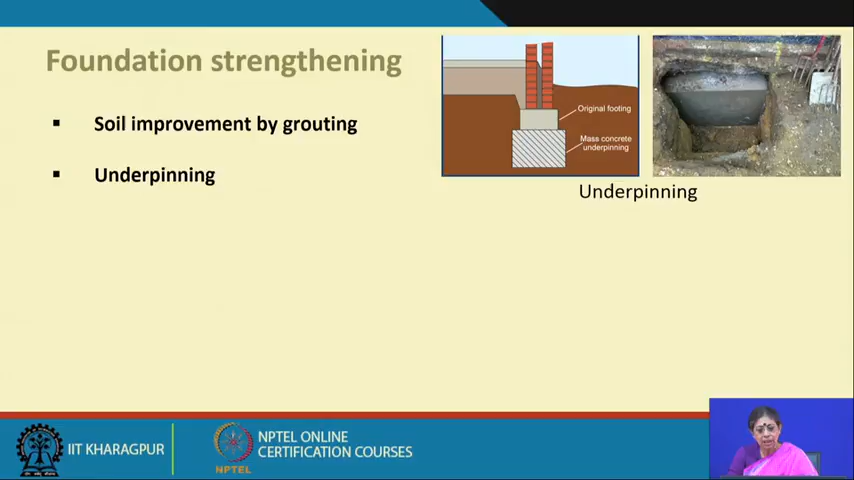 Foundation strengthening
▪ Soil improvement by grouting
▪ Underpinning
Original footing
Mass concrete
underpinning
Underpinning
IIT KHARAGPUR
NPTEL
NPTEL ONLINE
CERTIFICATION COURSES